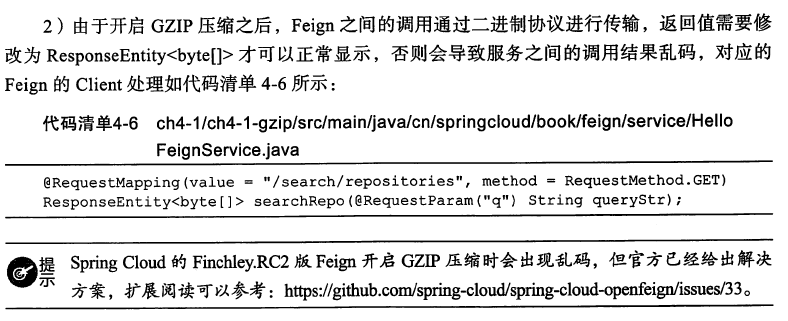 2）由于开启 GZIP 压缩之后，Feign 之间的调用通过二进制协议进行传输，返回值需要修
改为 ResponseEntity<byte[]> 才可以正常显示，否则会导致服务之间的调用结果乱码，对应的
Feign 的 Client 处理如代码清单 4-6 所示：
代码清单4-6 ch4-1/ch4-1-gzip/src/main/java/cn/springcloud/book/feign/service/Hello
FeignService.java
@RequestMapping(value = "/search/repositories", method = RequestMethod.GET)
ResponseEntity<byte[]> searchRepo(@RequestParam("q") String queryStr);
提示 Spring Cloud 的 Finchley.RC2 版 Feign 开启 GZIP 压缩时会出现乱码，但官方已经给出解决
方案，扩展阅读可以参考：https://github.com/spring-cloud/spring-cloud-openfeign/issues/33。